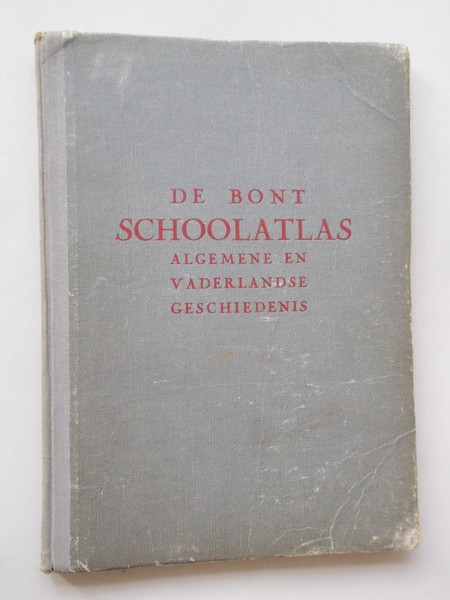 DE BONT
SCHOOLATLAS
ALGEMENE EN
VADERLANDSE
GESCHIEDENIS